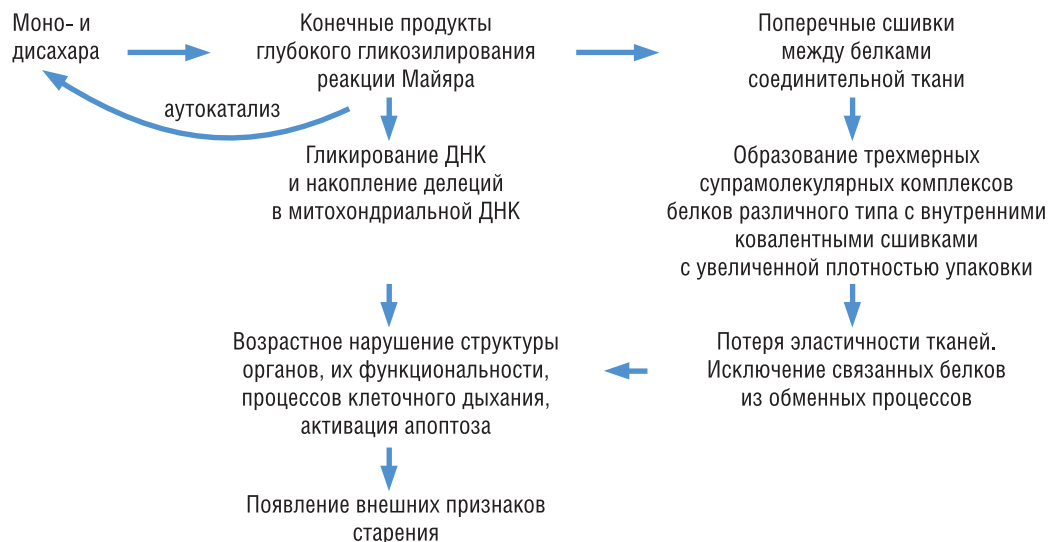 Моно- и
дисахара
Конечные продукты
глубокого гликозилирования
реакции Майяра
Поперечные сшивки
между белками
соединительной ткани
аутокатализ
Гликирование ДНК
и накопление делеций
в митохондриальной ДНК
Образование трехмерных
супрамолекулярных комплексов
белков различного типа с внутренними
ковалентными сшивками
с увеличенной плотностью упаковки
Возрастное нарушение структуры
органов, их функциональности,
процессов клеточного дыхания,
активация апоптоза
Потеря эластичности тканей.
Исключение связанных белков
из обменных процессов
Появление внешних признаков
старения